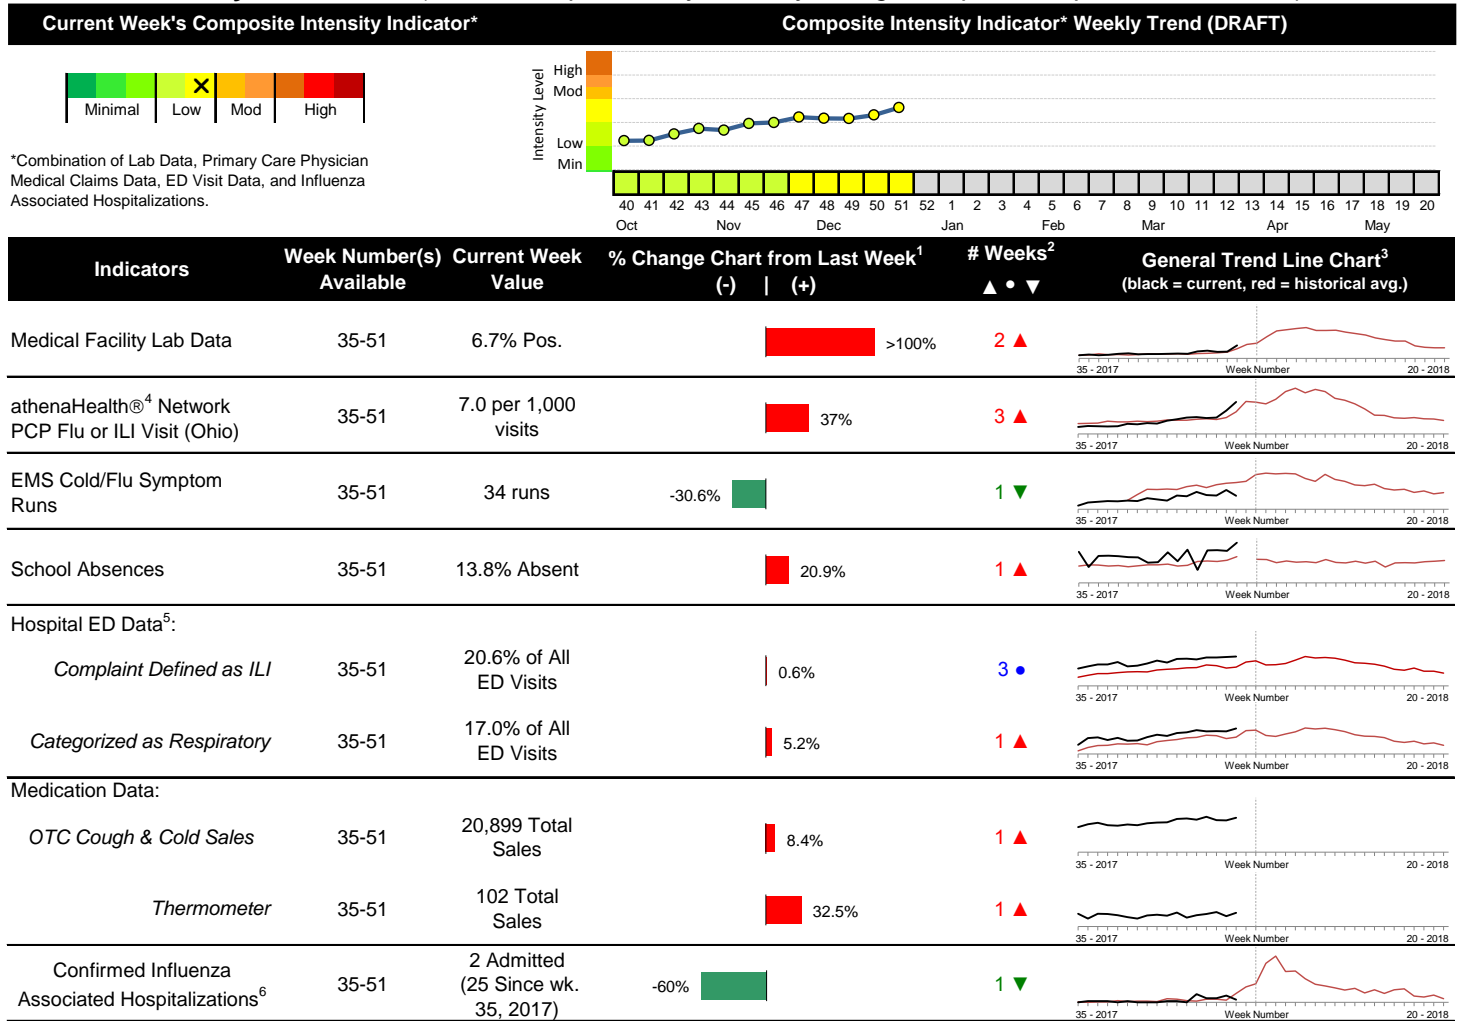 Current Week's Composite Intensity Indicator*
Composite Intensity Indicator* Weekly Trend (DRAFT)
Minimal Low Mod High
*Combination of Lab Data, Primary Care Physician
Medical Claims Data, ED Visit Data, and Influenza
Associated Hospitalizations.
Intensity Level
High
Mod
Low
Min
40 41 42 43 44 45 46 47 48 49 50 51 52 1 2 3 4 5 6 7 8 9 10 11 12 13 14 15 16 17 18 19 20
Oct Nov Dec Jan Feb Mar Apr May
Indicators
Week Number(s)
Available
Current Week
Value
% Change Chart from Last Week1
(-) | (+)
# Weeks2
▲ ● ▼
General Trend Line Chart3
(black = current, red = historical avg.)
Medical Facility Lab Data
35-51
6.7% Pos.
>100%
2 ▲
35 - 2017 Week Number 20 - 2018
athenaHealth®4 Network
PCP Flu or ILI Visit (Ohio)
35-51
7.0 per 1,000
visits
37%
3 ▲
35 - 2017 Week Number 20 - 2018
EMS Cold/Flu Symptom
Runs
35-51
34 runs
-30.6%
1 ▼
35 - 2017 Week Number 20 - 2018
School Absences
35-51
13.8% Absent
20.9%
1 ▲
35 - 2017 Week Number 20 - 2018
Hospital ED Data5:
Complaint Defined as ILI
35-51
20.6% of All
ED Visits
0.6%
3 ●
35 - 2017 Week Number 20 - 2018
Categorized as Respiratory
35-51
17.0% of All
ED Visits
5.2%
1 ▲
35 - 2017 Week Number 20 - 2018
Medication Data:
OTC Cough & Cold Sales
35-51
20,899 Total
Sales
8.4%
1 ▲
35 - 2017 Week Number 20 - 2018
Thermometer
35-51
102 Total
Sales
32.5%
1 ▲
35 - 2017 Week Number 20 - 2018
Confirmed Influenza
Associated Hospitalizations6
35-51
2 Admitted
(25 Since wk.
35, 2017)
-60%
1 ▼
35 - 2017 Week Number 20 - 2018